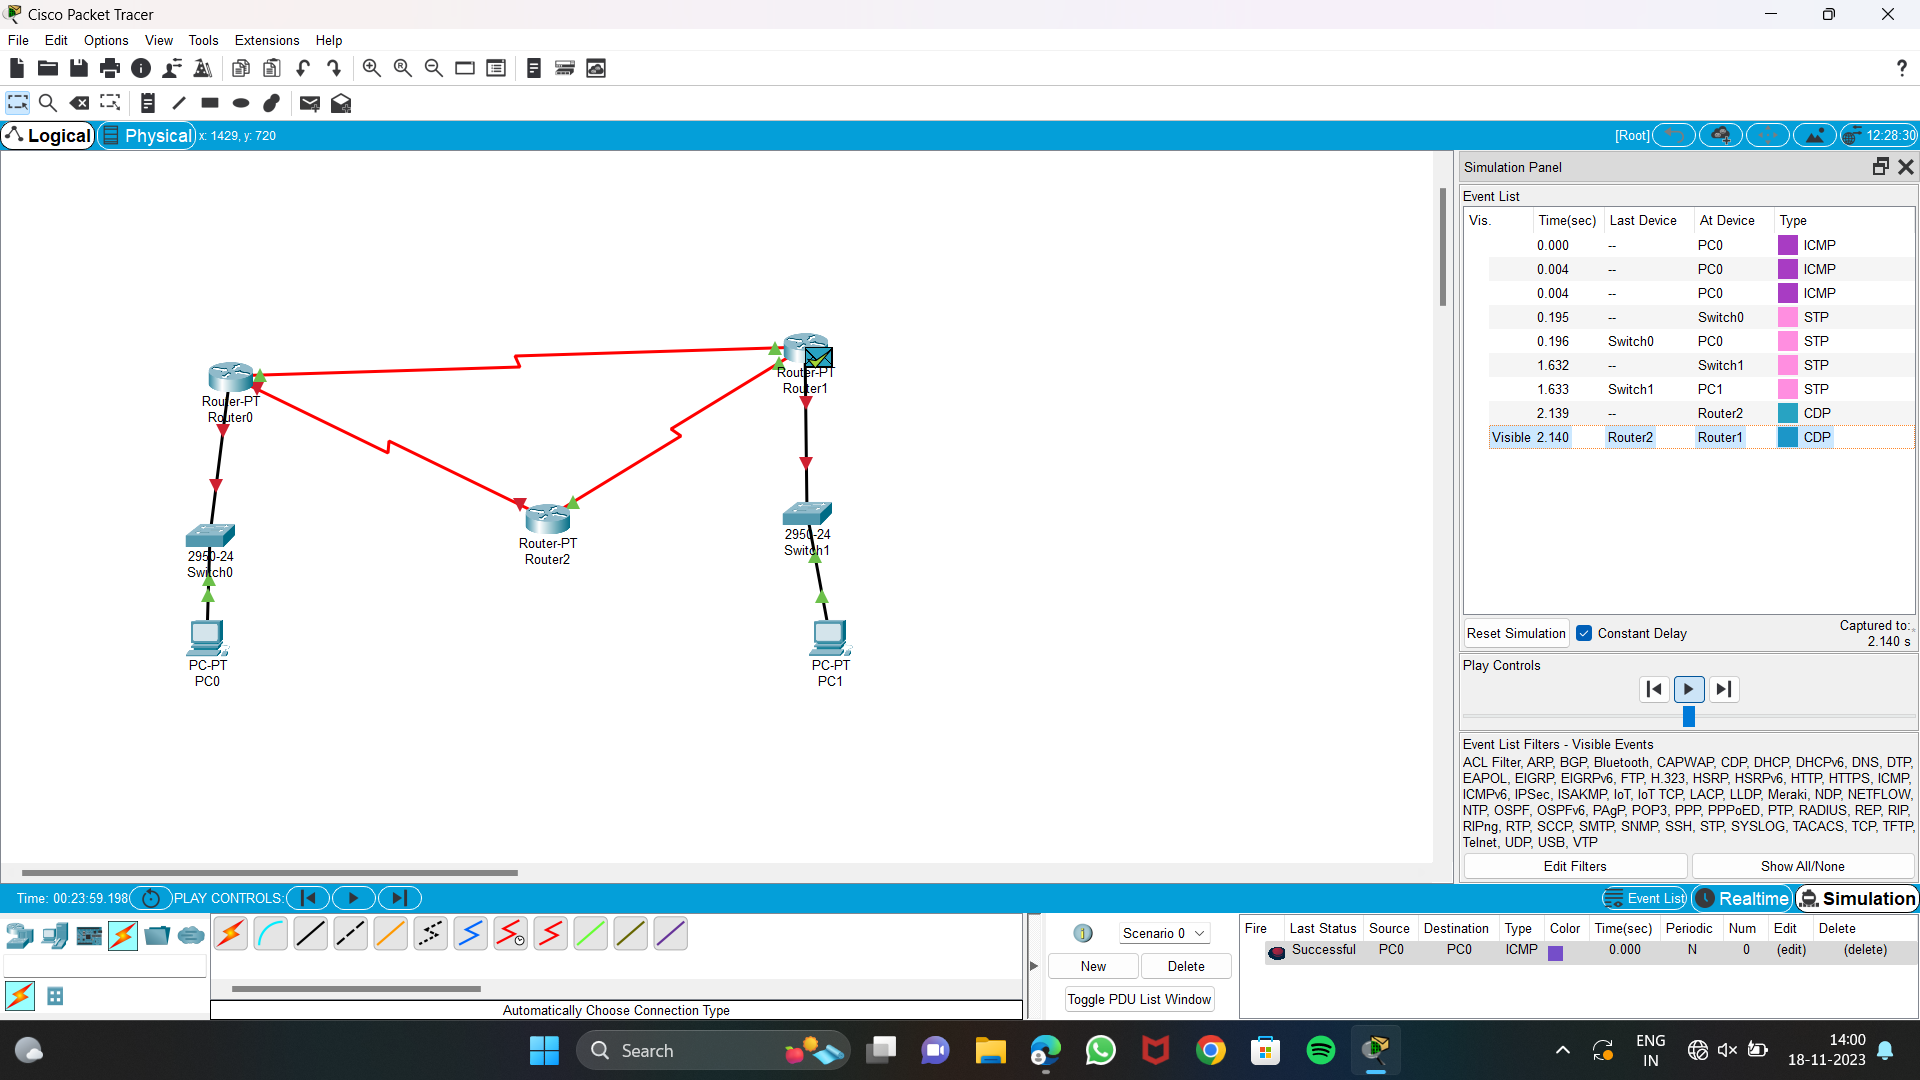 Cisco Packet Tracer
File Edit Options View Tools Extensions Help
?
Logical Physical x: 1429, y: 720 [Root] 12:28:30
Router-PT
Router0
Router-PT
Router1
Router-PT
Router2
2950-24
Switch0
2950-24
Switch1
PC-PT
PC0
PC-PT
PC1
Simulation Panel
Event List
Vis. Time(sec) Last Device At Device Type
0.000 -- PC0 ICMP
0.004 -- PC0 ICMP
0.004 -- PC0 ICMP
0.195 -- Switch0 STP
0.196 Switch0 PC0 STP
1.632 -- Switch1 STP
1.633 Switch1 PC1 STP
2.139 -- Router2 CDP
Visible 2.140 Router2 Router1 CDP
Reset Simulation Constant Delay Captured to:
2.140 s
Play Controls
Event List Filters - Visible Events
ACL Filter, ARP, BGP, Bluetooth, CAPWAP, CDP, DHCP, DHCPv6, DNS, DTP,
EAPOL, EIGRP, EIGRPv6, FTP, H.323, HSRP, HSRPv6, HTTP, HTTPS, ICMP,
ICMPv6, IPSec, ISAKMP, IoT, IoT TCP, LACP, LLDP, Meraki, NDP, NETFLOW,
NTP, OSPF, OSPFv6, PAgP, POP3, PPP, PPPoED, PTP, RADIUS, REP, RIP,
RIPng, RTP, SCCP, SMTP, SNMP, SSH, STP, SYSLOG, TACACS, TCP, TFTP,
Telnet, UDP, USB, VTP
Edit Filters Show All/None
Time: 00:23:59.198 PLAY CONTROLS: Event List Realtime Simulation
Automatically Choose Connection Type
1 Scenario 0
New Delete
Toggle PDU List Window
Fire Last Status Source Destination Type Color Time(sec) Periodic Num Edit Delete
Successful PC0 PC0 ICMP 0.000 N 0 (edit) (delete)
Search
ENG
IN
14:00
18-11-2023